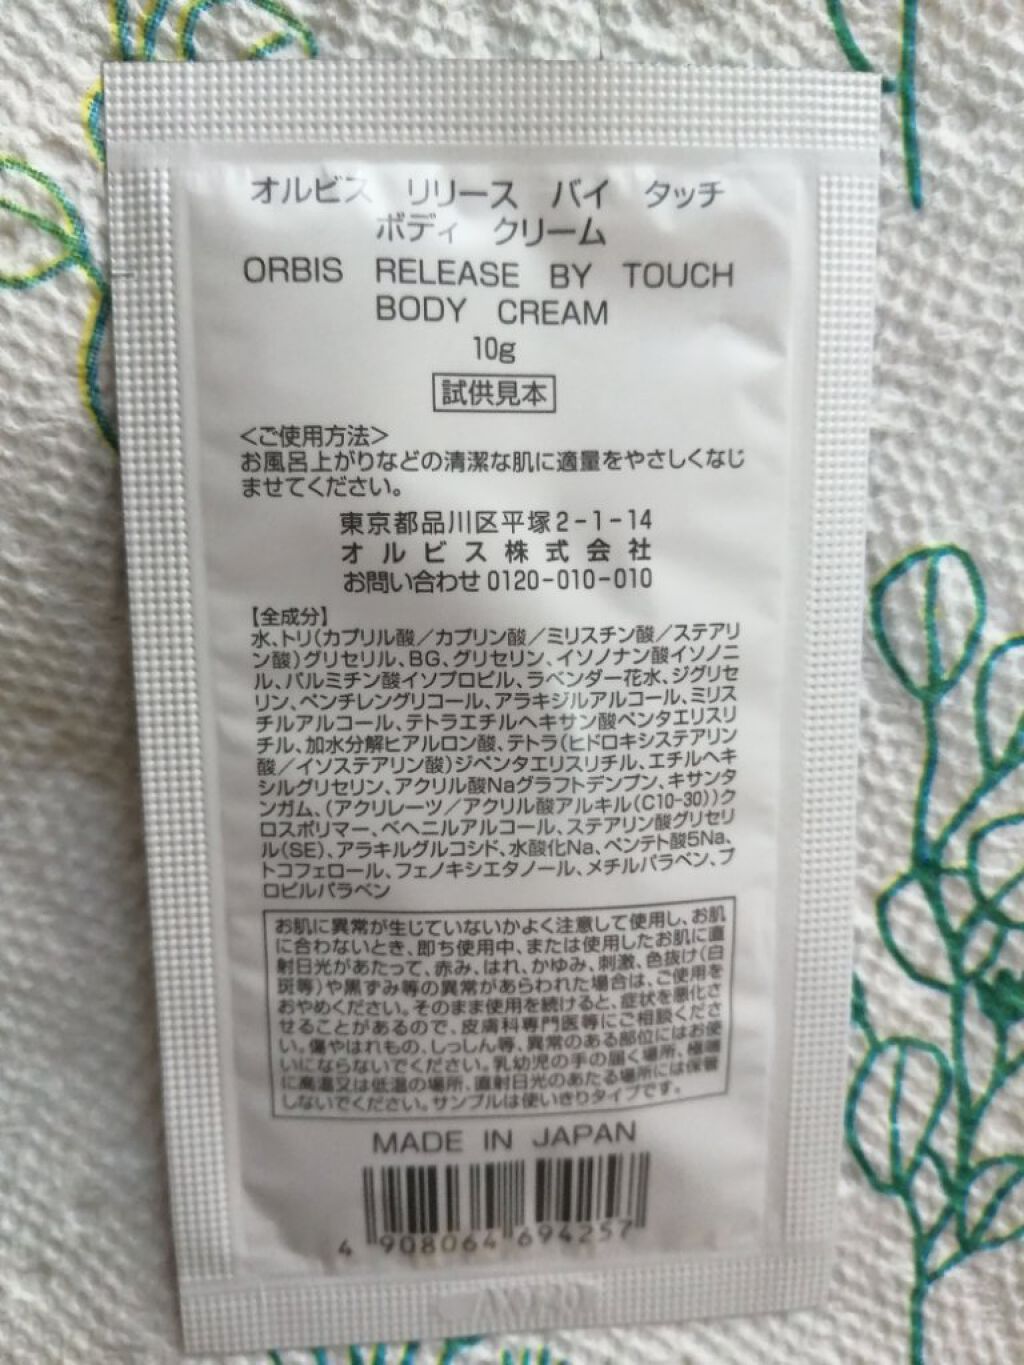 オルビス リリース バイ タッチ
ボディ クリーム
ORBIS RELEASE BY TOUCH
BODY CREAM
10g
試供見本
＜ご使用方法＞
お風呂上がりなどの清潔な肌に適量をやさしくなじ
ませてください。
東京都品川区平塚2-1-14
オルビス株式会社
お問い合わせ 0120-010-010
【全成分】
水、トリ(カプリル酸／カプリン酸／ミリスチン酸／ステアリ
ン酸)グリセリル、BG、グリセリン、イソノナン酸イソノニ
ル、パルミチン酸イソプロピル、ラベンダー花水、ジグリセ
リン、ペンチレングリコール、アラキジルアルコール、ミリス
チルアルコール、テトラエチルヘキサン酸ペンタエリスリ
チル、加水分解ヒアルロン酸、テトラ(ヒドロキシステアリン
酸／イソステアリン酸)ジペンタエリスリチル、エチルヘキ
シルグリセリン、アクリル酸Naグラフトデンプン、キサンタ
ンガム、(アクリレーツ／アクリル酸アルキル(C10-30))ク
ロスポリマー、ベヘニルアルコール、ステアリン酸グリセリ
ル(SE)、アラキルグルコシド、水酸化Na、ペンテト酸5Na、
トコフェロール、フェノキシエタノール、メチルパラベン、プ
ロピルパラベン
お肌に異常が生じていないかよく注意して使用し、お肌
に合わないとき、即ち使用中、または使用したお肌に直
射日光があたって、赤み、はれ、かゆみ、刺激、色抜け(白
斑等)や黒ずみ等の異常があらわれた場合は、ご使用を
おやめください。そのまま使用を続けると、症状を悪化さ
せることがあるので、皮膚科専門医等にご相談くださ
い。傷やはれもの、しっしん等、異常のある部位にはお使
いにならないでください。乳幼児の手の届く場所、極端
に高温又は低温の場所、直射日光のあたる場所には保管
しないでください。サンプルは使いきりタイプです。
MADE IN JAPAN
4 908064 694257